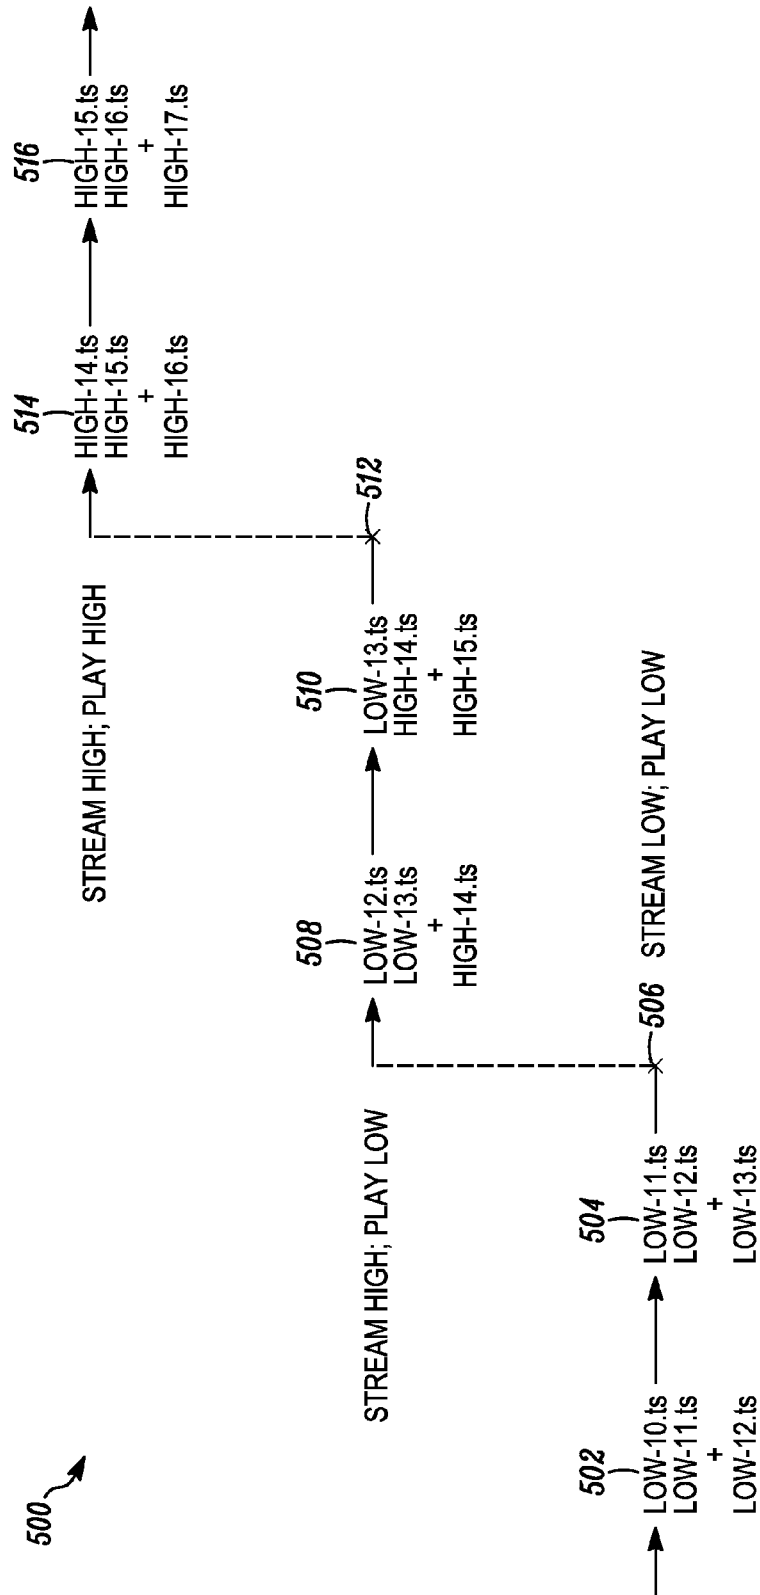 500
502
LOW-10.ts
LOW-11.ts
+
LOW-12.ts
504
LOW-11.ts
LOW-12.ts
+
LOW-13.ts
506
STREAM LOW; PLAY LOW
STREAM HIGH; PLAY LOW
508
LOW-12.ts
LOW-13.ts
+
HIGH-14.ts
510
LOW-13.ts
HIGH-14.ts
+
HIGH-15.ts
512
STREAM HIGH; PLAY HIGH
514
HIGH-14.ts
HIGH-15.ts
+
HIGH-16.ts
516
HIGH-15.ts
HIGH-16.ts
+
HIGH-17.ts